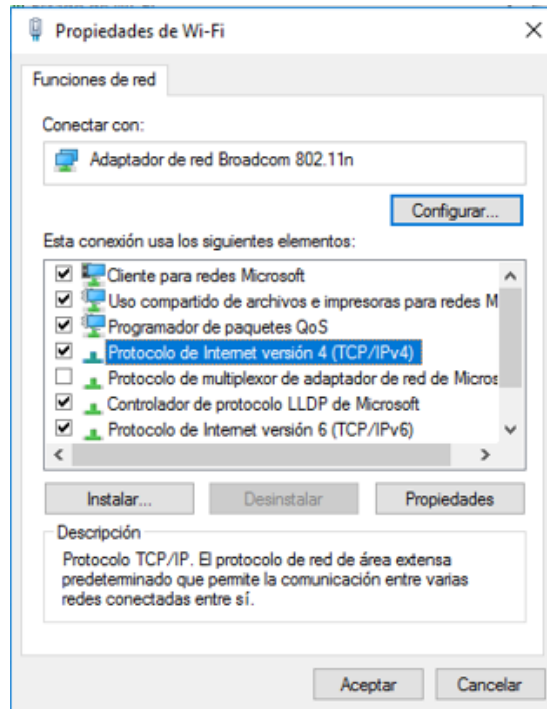 Propiedades de Wi-Fi
Funciones de red
Conectar con:
Adaptador de red Broadcom 802.11n
Configurar...
Esta conexión usa los siguientes elementos:
Cliente para redes Microsoft
Uso compartido de archivos e impresoras para redes M
Programador de paquetes QoS
Protocolo de Internet versión 4 (TCP/IPv4)
Protocolo de multiplexor de adaptador de red de Micros
Controlador de protocolo LLDP de Microsoft
Protocolo de Internet versión 6 (TCP/IPv6)
Instalar... Desinstalar Propiedades
Descripción
Protocolo TCP/IP. El protocolo de red de área extensa
predeterminado que permite la comunicación entre varias
redes conectadas entre sí.
Aceptar Cancelar